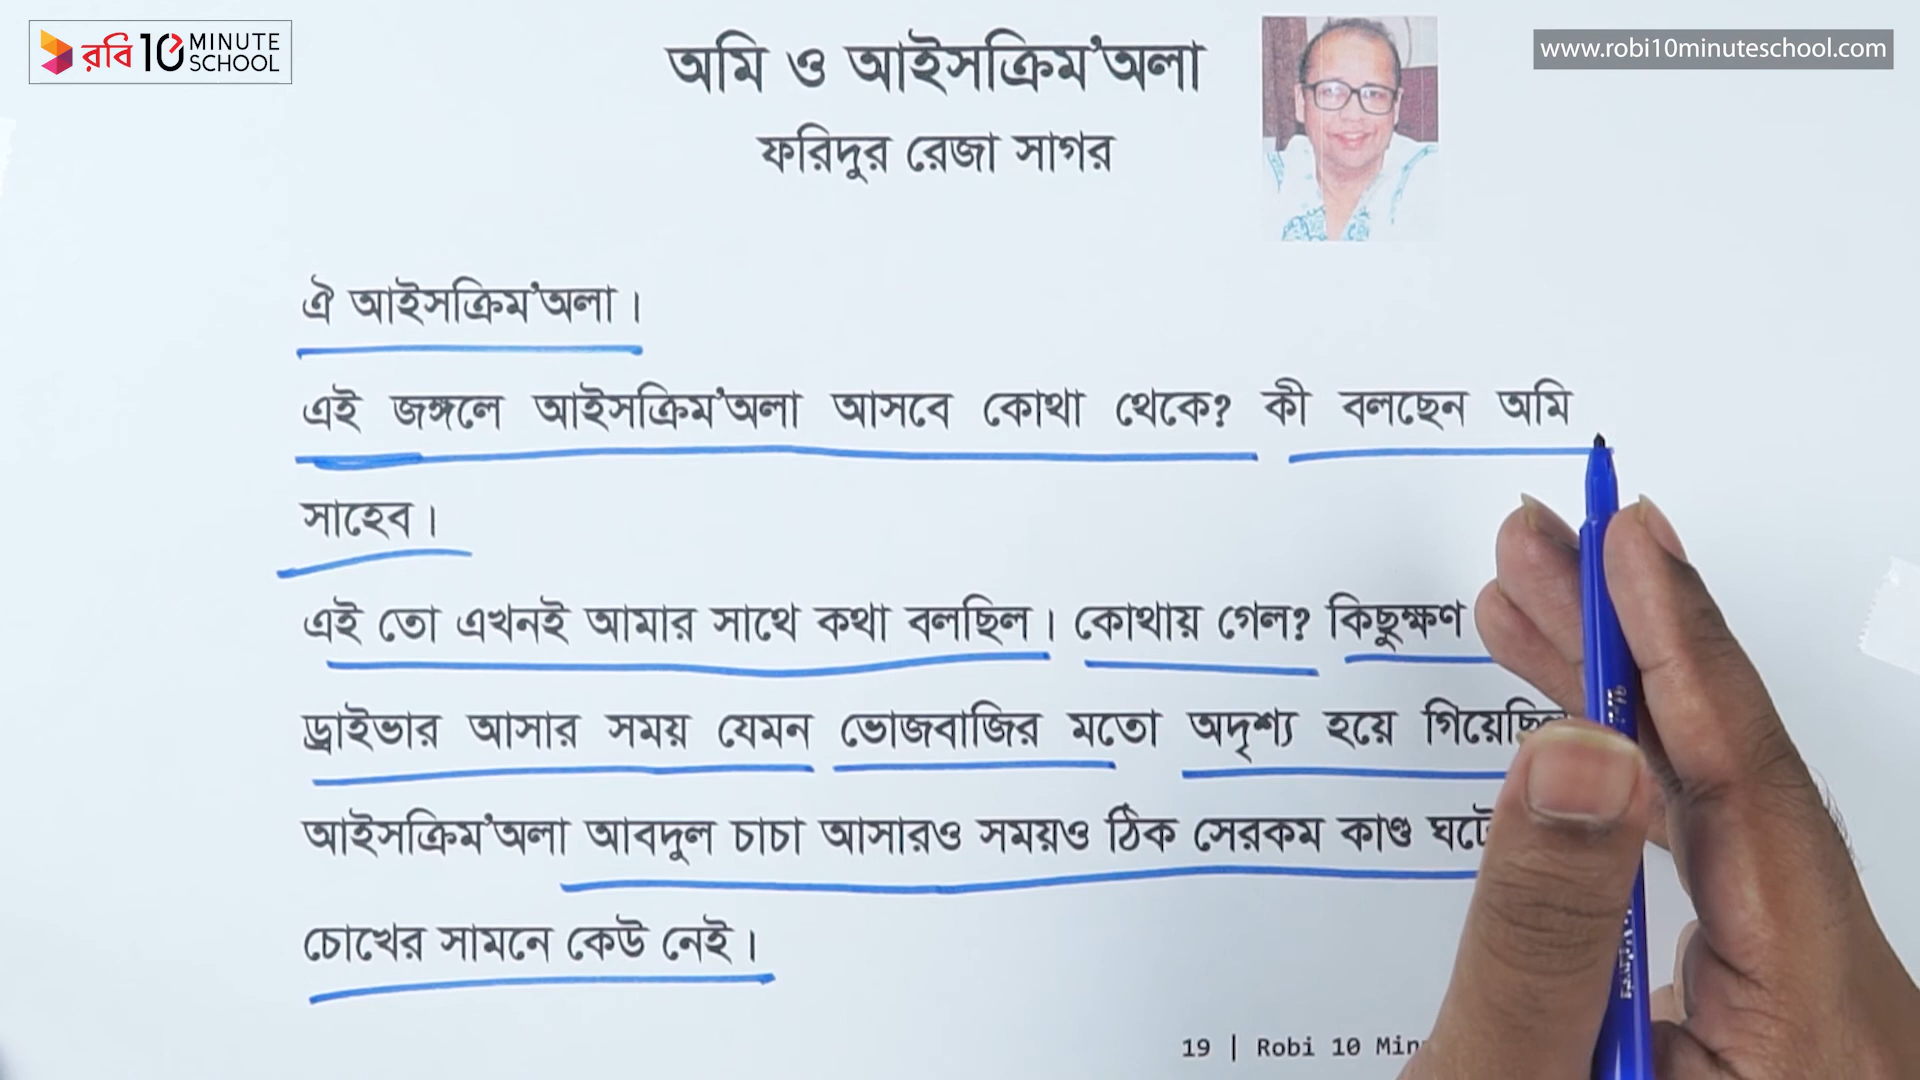 রবি 10 MINUTE SCHOOL
www.robi10minuteschool.com
অমি ও আইসক্রিম'অলা
ফরিদুর রেজা সাগর
ঐ আইসক্রিম'অলা।
এই জঙ্গলে আইসক্রিম'অলা আসবে কোথা থেকে? কী বলছেন অমি
সাহেব।
এই তো এখনই আমার সাথে কথা বলছিল। কোথায় গেল? কিছুক্ষণ
ড্রাইভার আসার সময় যেমন ভোজবাজির মতো অদৃশ্য হয়ে গিয়েছিল
আইসক্রিম'অলা আবদুল চাচা আসারও সময়ও ঠিক সেরকম কাণ্ড
চোখের সামনে কেউ নেই।
19 | Robi 10